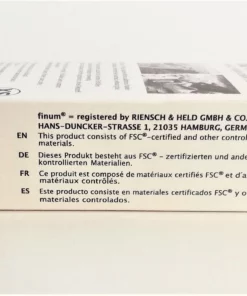 finum® = registered by RIENSCH & HELD GMBH & CO.
HANS-DUNCKER-STRASSE 1, 21035 HAMBURG, GERM
EN This product consists of FSC®-certified and other control
materials.
DE Dieses Produkt besteht aus FSC® - zertifizierten und ande
kontrollierten Materialien.
FR Ce produit est composé de matériaux certifiés FSC® et d'a
matériaux contrôlés.
ES Este producto consiste en materiales certificados FSC® y o
materiales controlados.